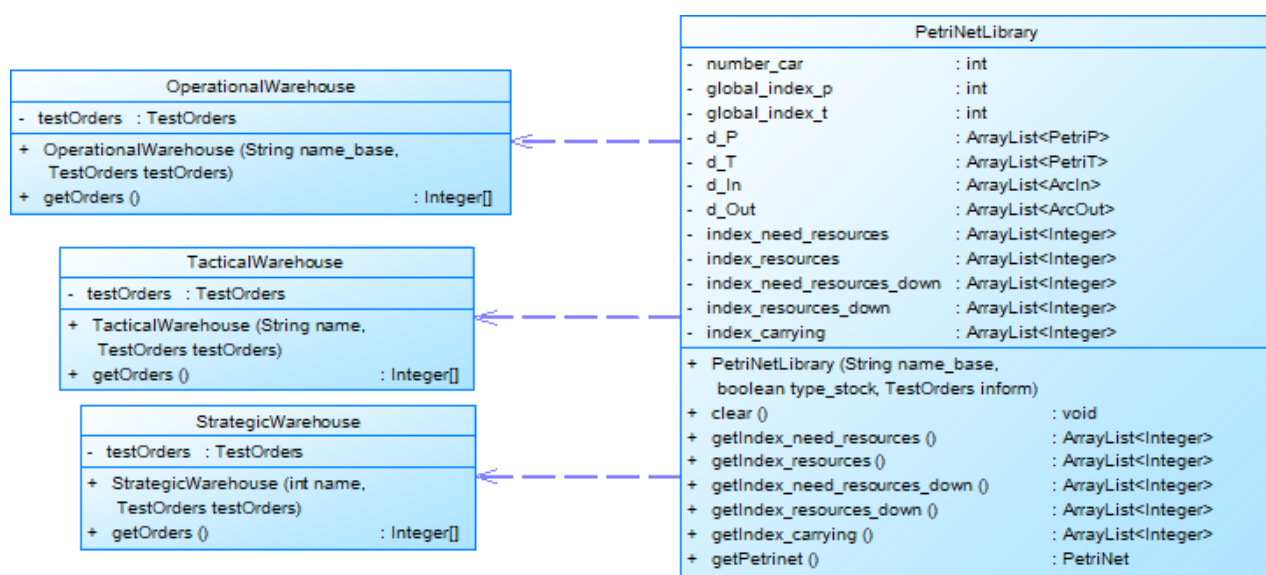 OperationalWarehouse
- testOrders : TestOrders
+ OperationalWarehouse (String name_base,
TestOrders testOrders)
+ getOrders () : Integer[]
TacticalWarehouse
- testOrders : TestOrders
+ TacticalWarehouse (String name,
TestOrders testOrders)
+ getOrders () : Integer[]
StrategicWarehouse
- testOrders : TestOrders
+ StrategicWarehouse (int name,
TestOrders testOrders)
+ getOrders () : Integer[]
PetriNetLibrary
- number_car : int
- global_index_p : int
- global_index_t : int
- d_P : ArrayList<PetriP>
- d_T : ArrayList<PetriT>
- d_In : ArrayList<ArcIn>
- d_Out : ArrayList<ArcOut>
- index_need_resources : ArrayList<Integer>
- index_resources : ArrayList<Integer>
- index_need_resources_down : ArrayList<Integer>
- index_resources_down : ArrayList<Integer>
- index_carrying : ArrayList<Integer>
+ PetriNetLibrary (String name_base,
boolean type_stock, TestOrders inform)
+ clear () : void
+ getIndex_need_resources () : ArrayList<Integer>
+ getIndex_resources () : ArrayList<Integer>
+ getIndex_need_resources_down () : ArrayList<Integer>
+ getIndex_resources_down () : ArrayList<Integer>
+ getIndex_carrying () : ArrayList<Integer>
+ getPetrinet () : PetriNet